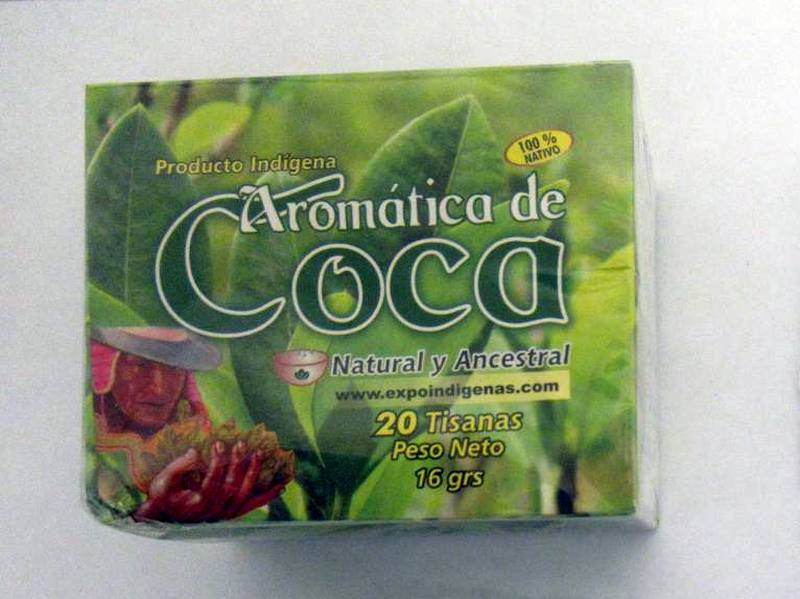 100 %
NATIVO
Producto Indígena
Aromática de
Coca
Natural y Ancestral
www.expoindigenas.com
20 Tisanas
Peso Neto
16 grs